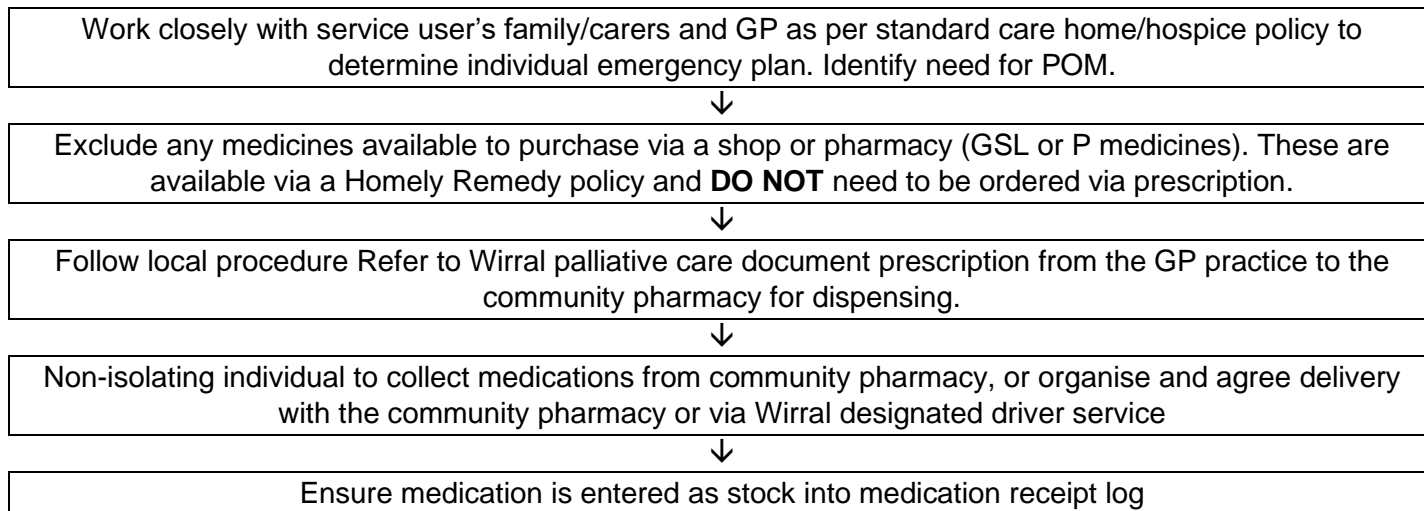 Work closely with service user's family/carers and GP as per standard care home/hospice policy to
determine individual emergency plan. Identify need for POM.
↓
Exclude any medicines available to purchase via a shop or pharmacy (GSL or P medicines). These are
available via a Homely Remedy policy and DO NOT need to be ordered via prescription.
↓
Follow local procedure Refer to Wirral palliative care document prescription from the GP practice to the
community pharmacy for dispensing.
↓
Non-isolating individual to collect medications from community pharmacy, or organise and agree delivery
with the community pharmacy or via Wirral designated driver service
↓
Ensure medication is entered as stock into medication receipt log